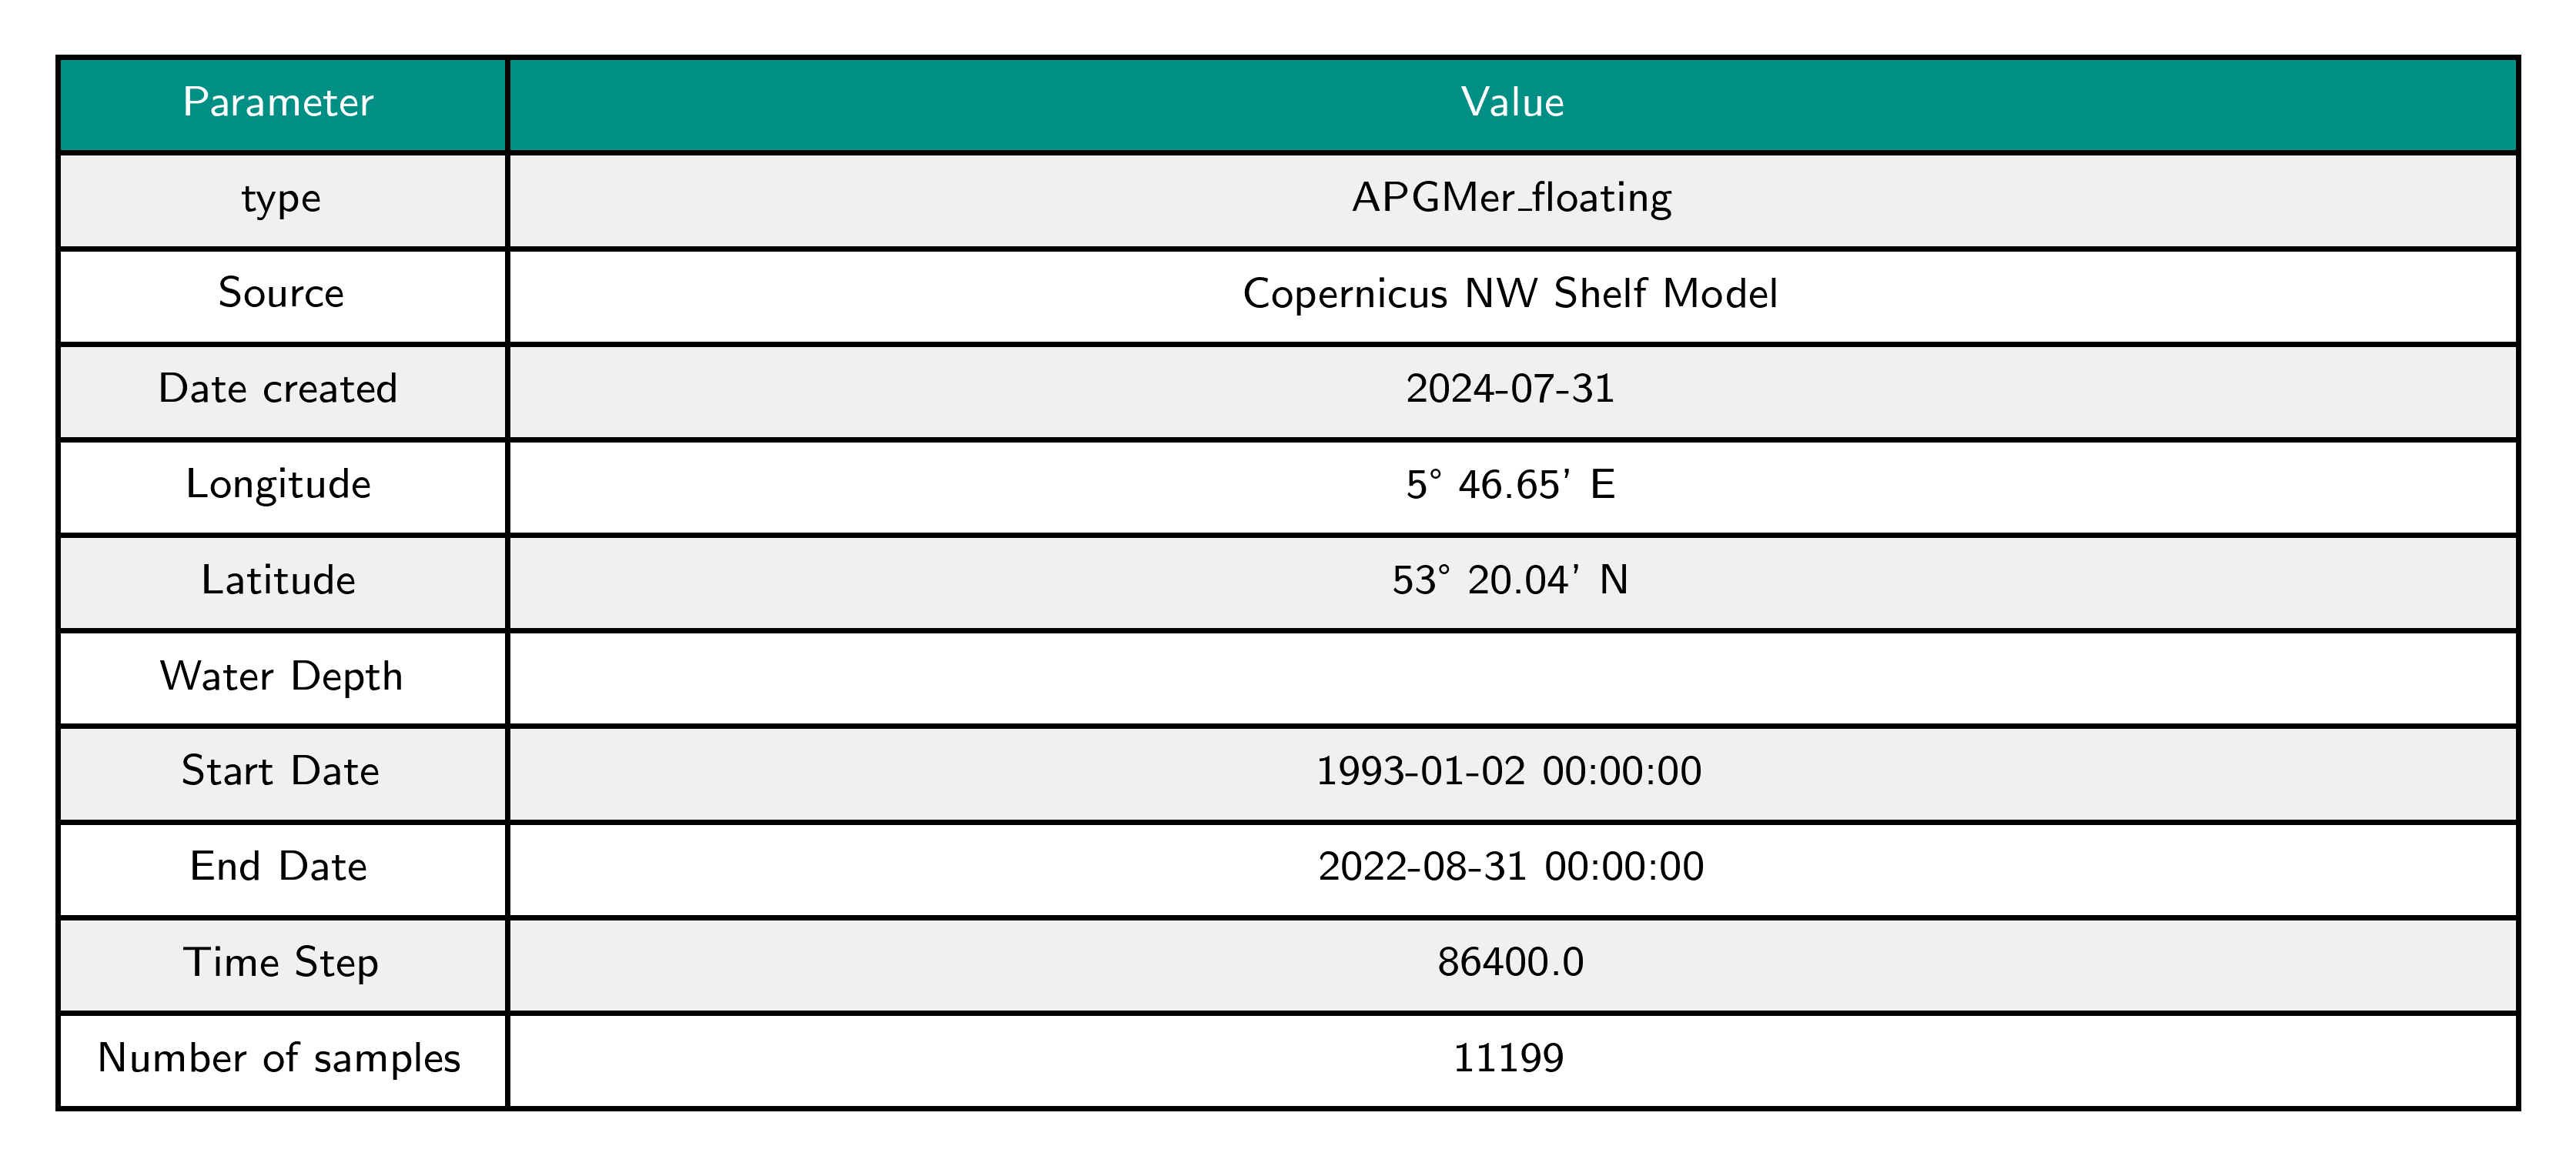 Parameter Value
type APGMer_floating
Source Copernicus NW Shelf Model
Date created 2024-07-31
Longitude 5° 46.65' E
Latitude 53° 20.04' N
Water Depth
Start Date 1993-01-02 00:00:00
End Date 2022-08-31 00:00:00
Time Step 86400.0
Number of samples 11199